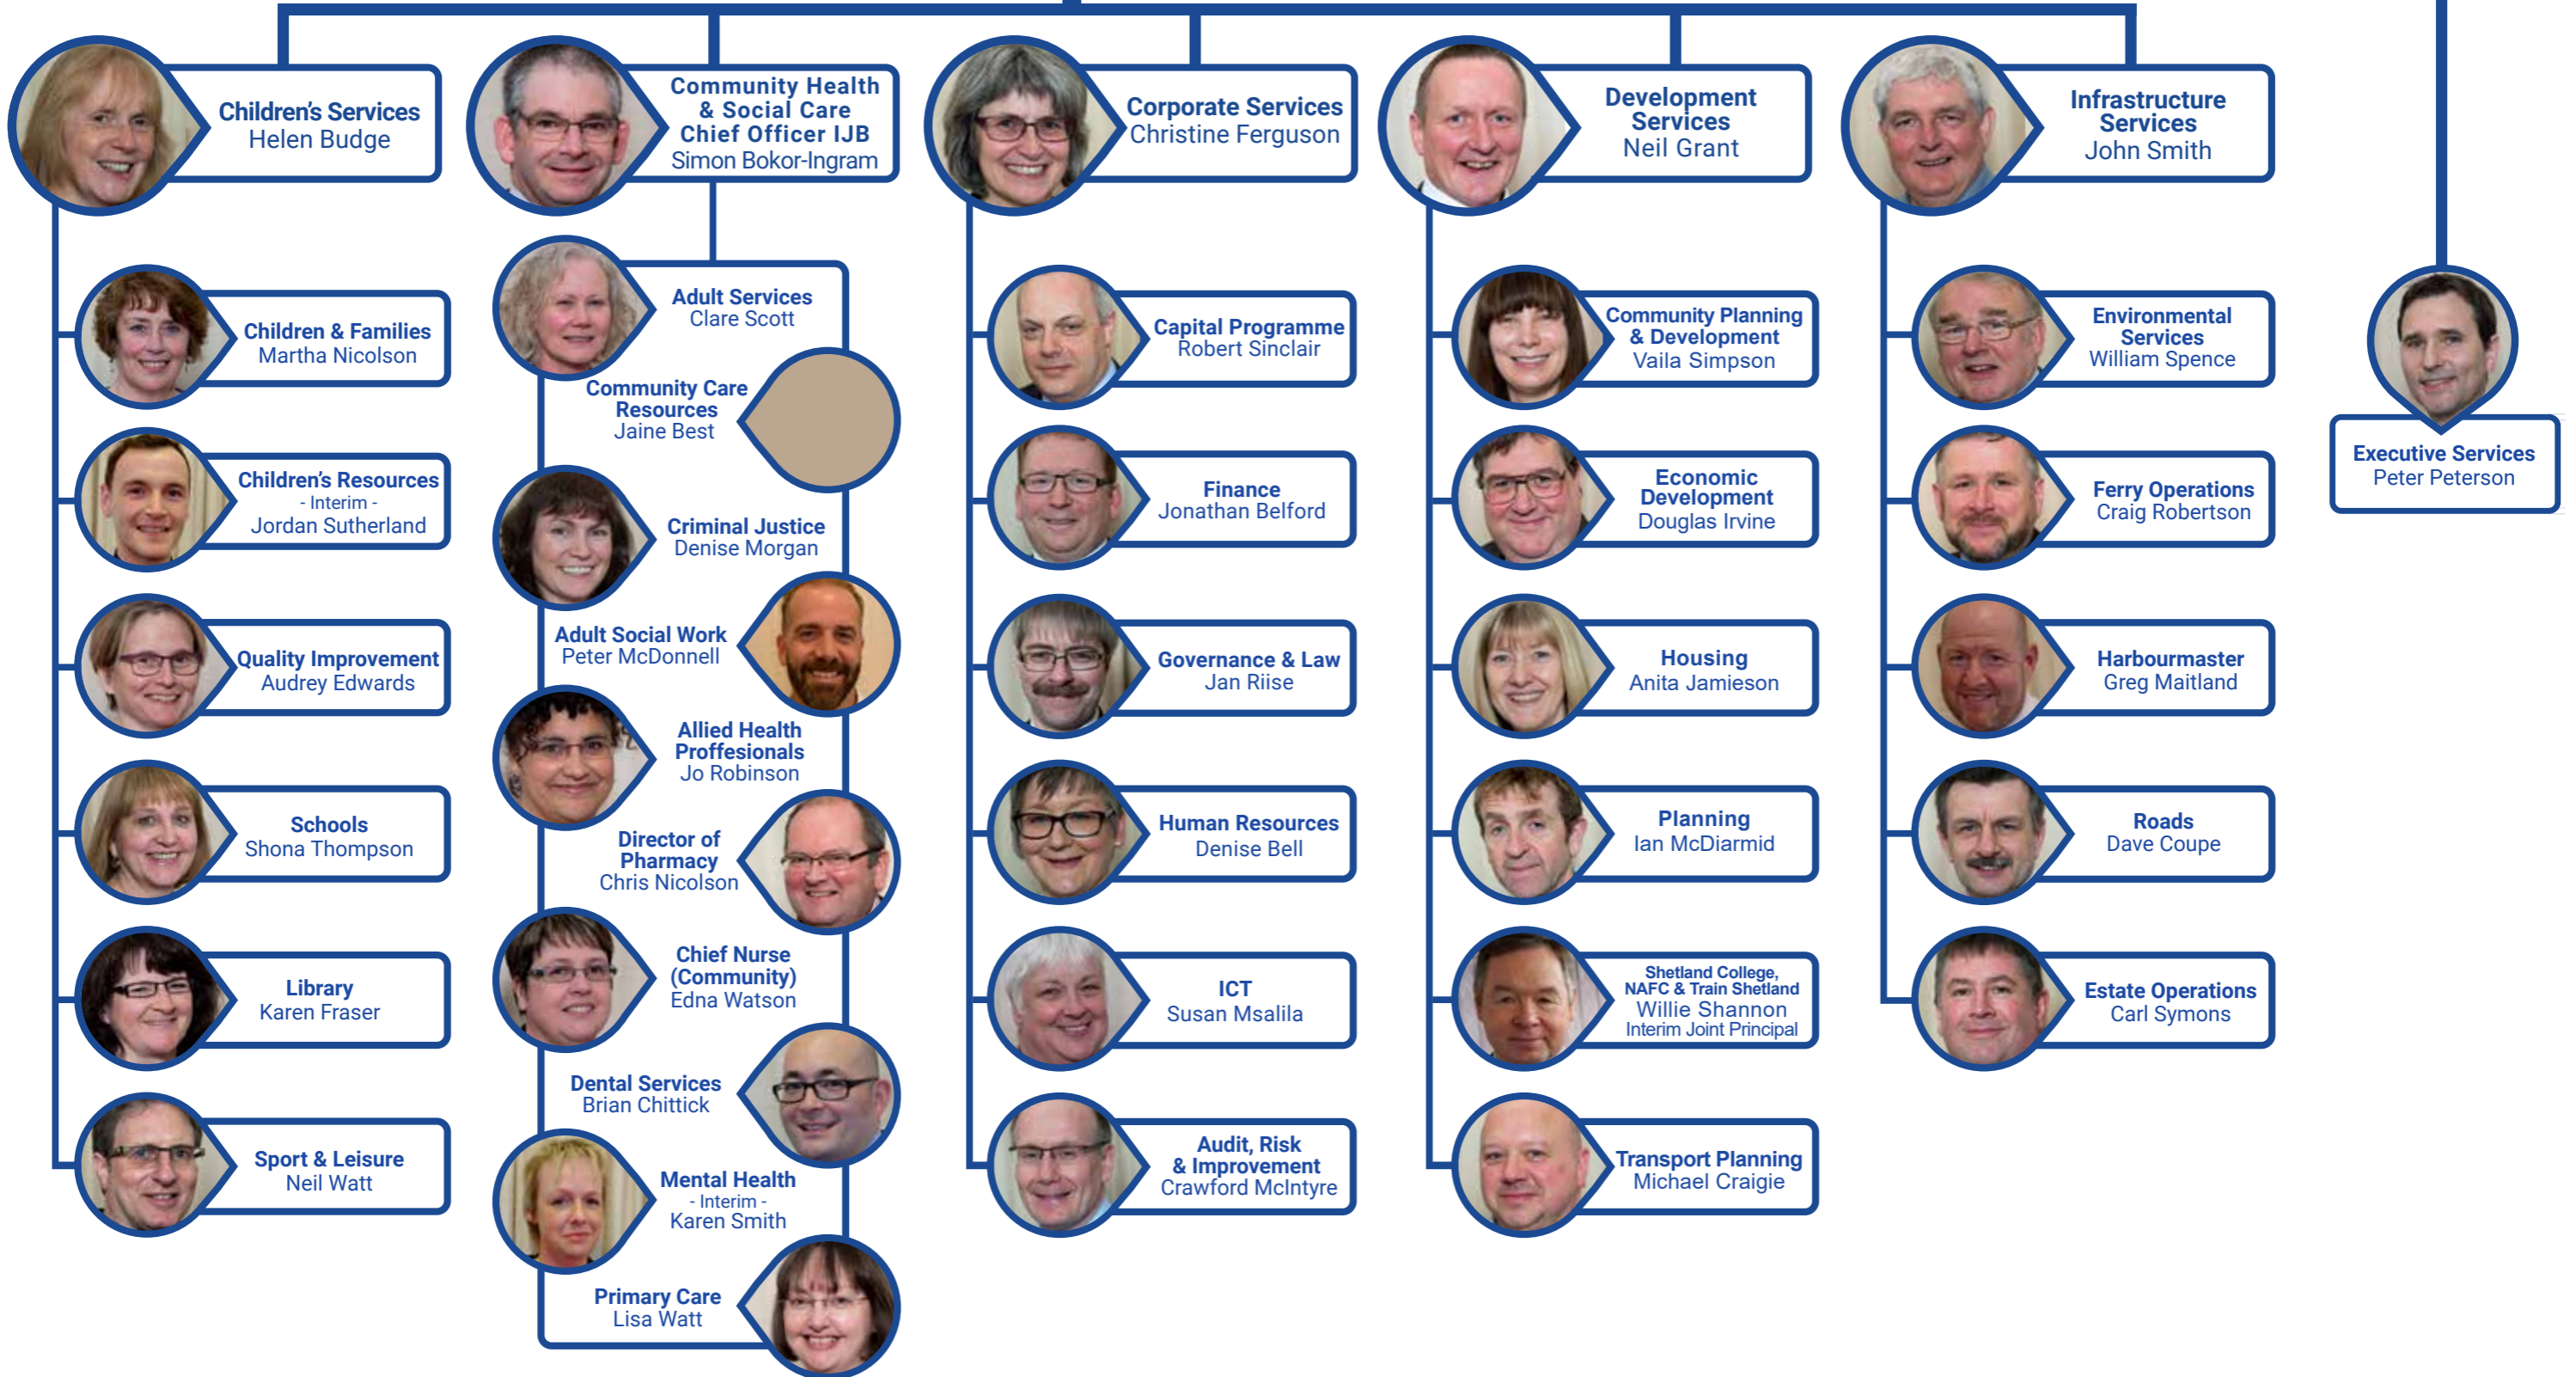 Children's Services
Helen Budge
Children & Families
Martha Nicolson
Children's Resources
- Interim -
Jordan Sutherland
Quality Improvement
Audrey Edwards
Schools
Shona Thompson
Library
Karen Fraser
Sport & Leisure
Neil Watt
Community Health
& Social Care
Chief Officer IJB
Simon Bokor-Ingram
Adult Services
Clare Scott
Community Care
Resources
Jaine Best
Criminal Justice
Denise Morgan
Adult Social Work
Peter McDonnell
Allied Health
Proffesionals
Jo Robinson
Director of
Pharmacy
Chris Nicolson
Chief Nurse
(Community)
Edna Watson
Dental Services
Brian Chittick
Mental Health
- Interim -
Karen Smith
Primary Care
Lisa Watt
Corporate Services
Christine Ferguson
Capital Programme
Robert Sinclair
Finance
Jonathan Belford
Governance & Law
Jan Riise
Human Resources
Denise Bell
ICT
Susan Msalila
Audit, Risk
& Improvement
Crawford McIntyre
Development
Services
Neil Grant
Community Planning
& Development
Vaila Simpson
Economic
Development
Douglas Irvine
Housing
Anita Jamieson
Planning
Ian McDiarmid
Shetland College,
NAFC & Train Shetland
Willie Shannon
Interim Joint Principal
Transport Planning
Michael Craigie
Infrastructure
Services
John Smith
Environmental
Services
William Spence
Ferry Operations
Craig Robertson
Harbourmaster
Greg Maitland
Roads
Dave Coupe
Estate Operations
Carl Symons
Executive Services
Peter Peterson